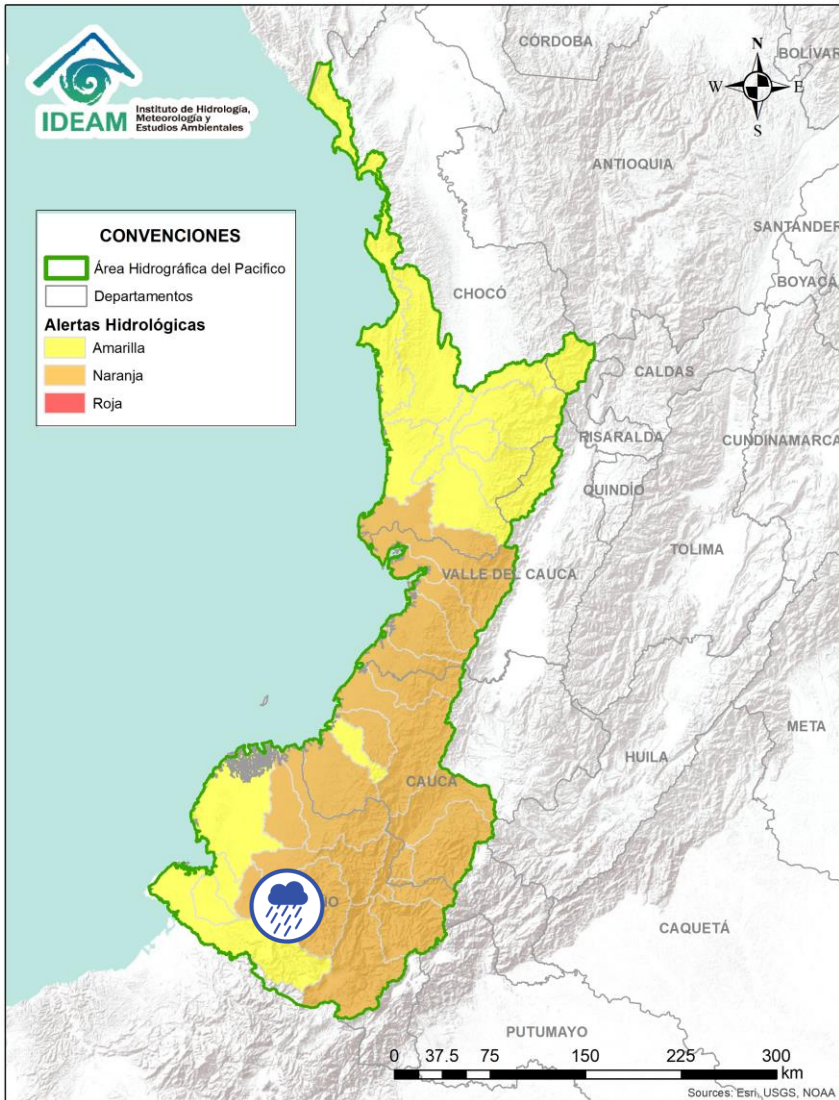 IDEAM
Instituto de Hidrología,
Meteorología y
Estudios Ambientales
CÓRDOBA
BOLÍVAR
N
W
E
S
ANTIOQUIA
SANTANDER
BOYACÁ
CONVENCIONES
Área Hidrográfica del Pacifico
Departamentos
Alertas Hidrológicas
Amarilla
Naranja
Roja
CHOCÓ
CALDAS
RISARALDA
CUNDINAMARCA
QUINDÍO
TOLIMA
VALLE DEL CAUCA
META
HUILA
CAUCA
CAQUETÁ
PUTUMAYO
0 37.5 75 150 225 300
km
Sources: Esri, USGS, NOAA